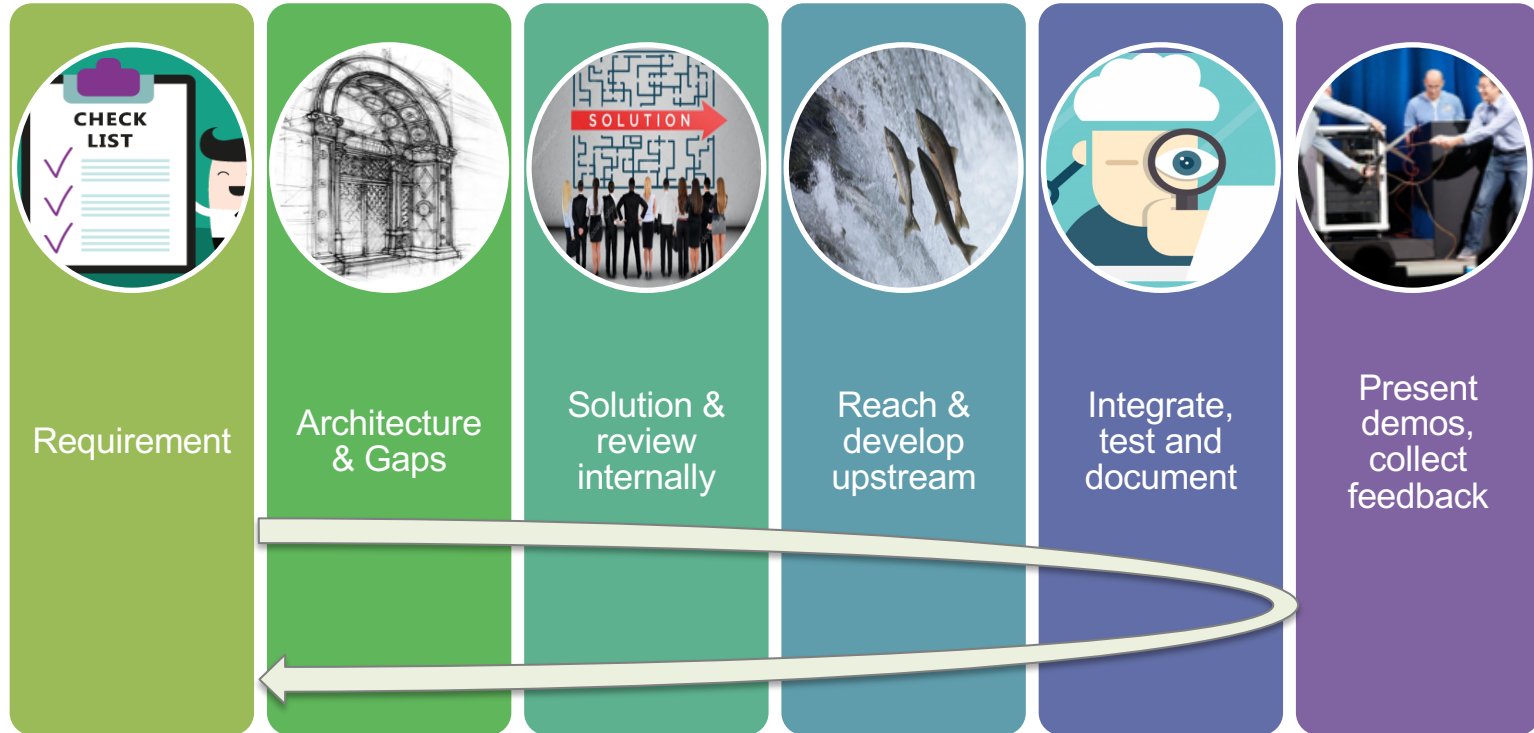 CHECK
LIST
SOLUTION
Requirement
Architecture
& Gaps
Solution &
review
internally
Reach &
develop
upstream
Integrate,
test and
document
Present
demos,
collect
feedback